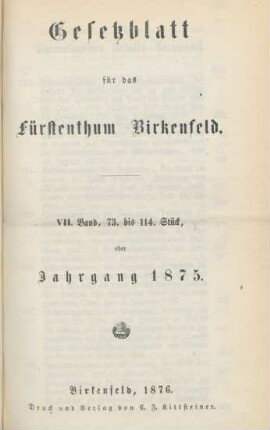 Gesetzblatt
für das
Fürstenthum Birkenfeld.
VII. Band, 73. bis 114. Stück,
oder
Jahrgang 1875.
Birkenfeld, 1876.
Druck und Verlag von C. F. Kittsteiner.